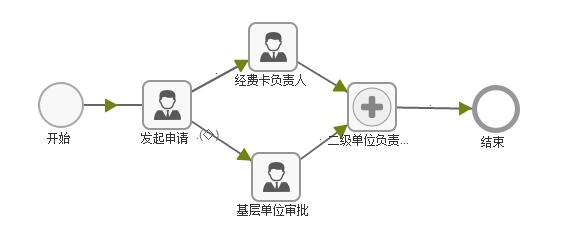 经费卡负责人
开始
发起申请
二级单位负责...
结束
基层单位审批